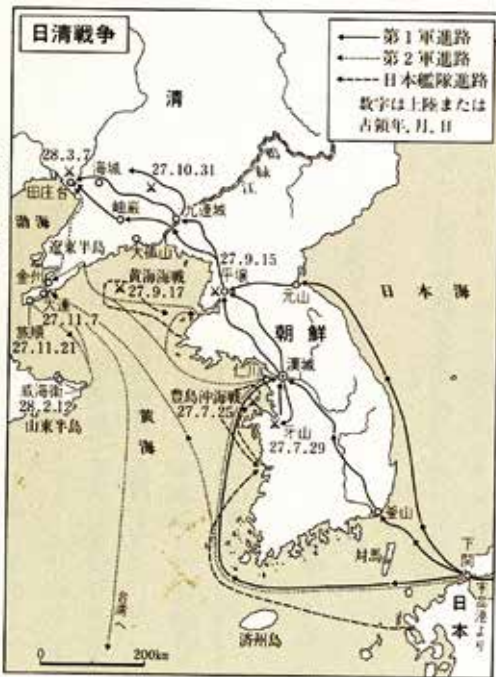 日清戦争
第1軍進路
第2軍進路
日本艦隊進路
数字は上陸または
占領年.月.日
清
鴨緑江
28.3.7
海城
27.10.31
田庄台
九連城
岫巌
渤海
遼東半島
大孤山
27.9.15
平壌
金州
黄海海戦
27.9.17
元山
日本海
大連
27.11.7
旅順
27.11.21
朝鮮
仁川
漢城
威海衛
28.2.12
山東半島
豊島沖海戦
27.7.25
黄海
牙山
27.7.29
釜山
対馬
下関
宇品港より
日本
台湾へ
済州島
0
200km